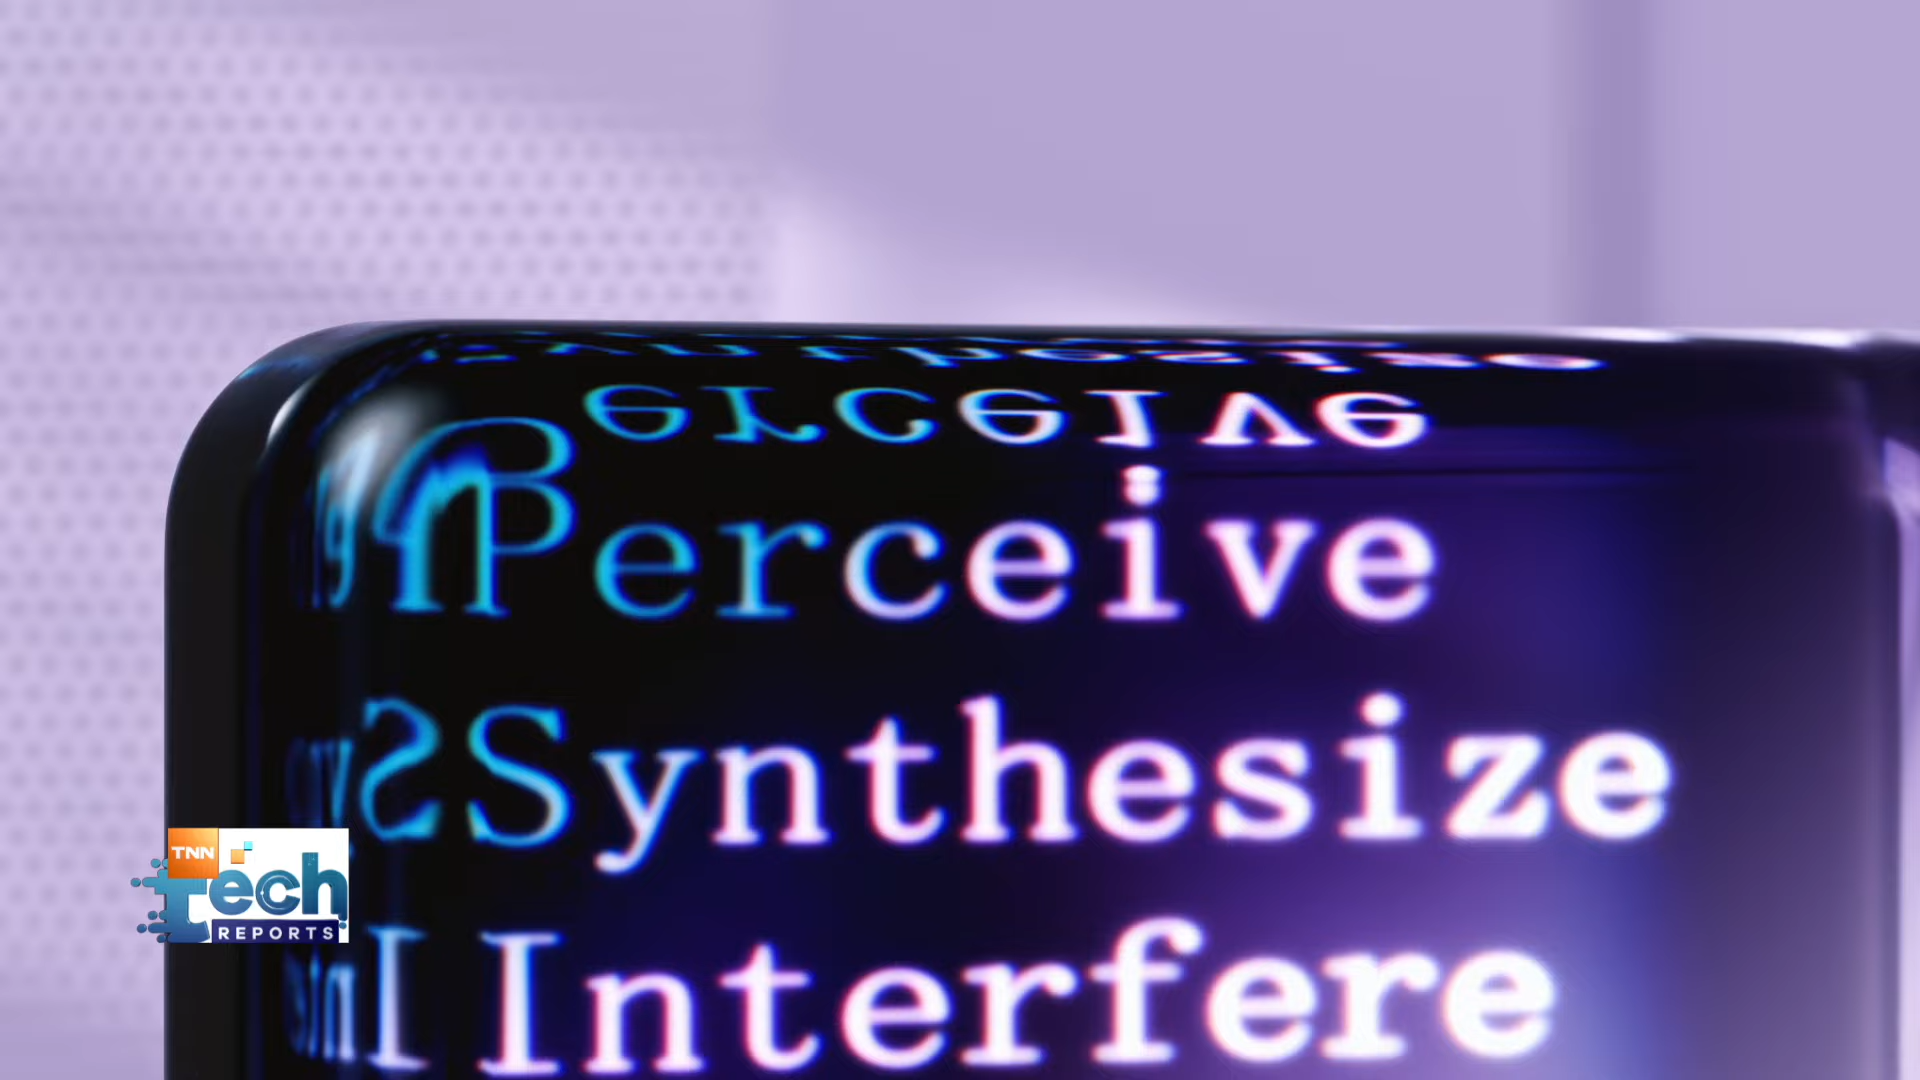 Perceive
Synthesize
Interfere
TNN
Tech
REPORTS